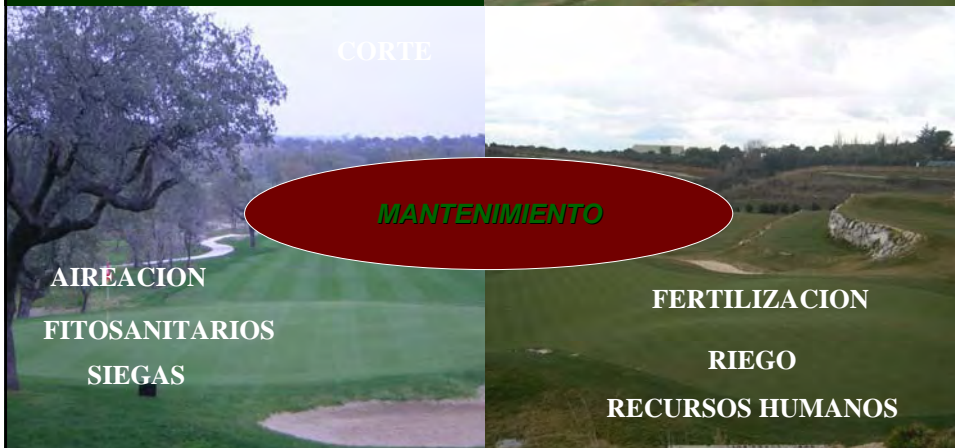 CORTE
MANTENIMIENTO
AIREACION
FITOSANITARIOS
SIEGAS
FERTILIZACION
RIEGO
RECURSOS HUMANOS